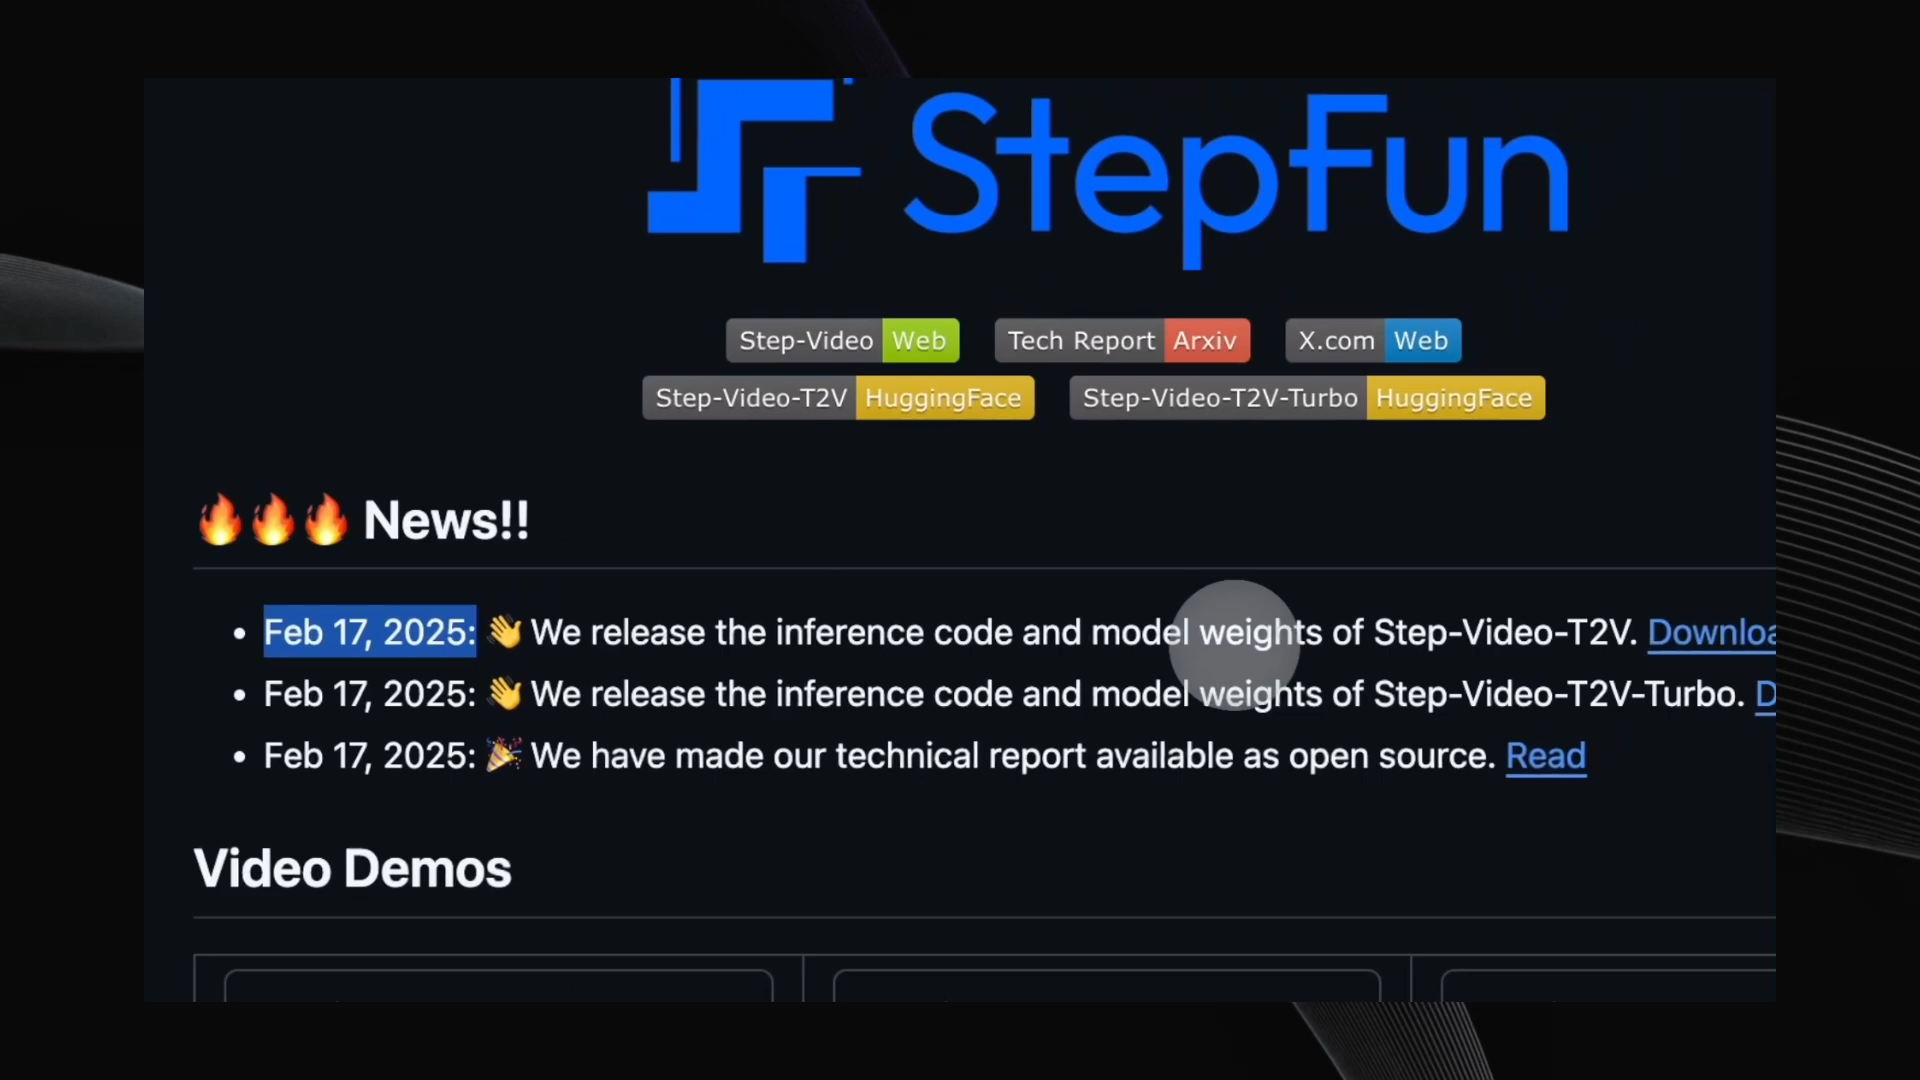 StepFun
Step-Video Web Tech Report Arxiv X.com Web
Step-Video-T2V HuggingFace Step-Video-T2V-Turbo HuggingFace
🔥🔥🔥 News!!
• Feb 17, 2025: 👋 We release the inference code and model weights of Step-Video-T2V.
• Feb 17, 2025: 👋 We release the inference code and model weights of Step-Video-T2V-Turbo.
• Feb 17, 2025: 🎉 We have made our technical report available as open source. Read
Video Demos